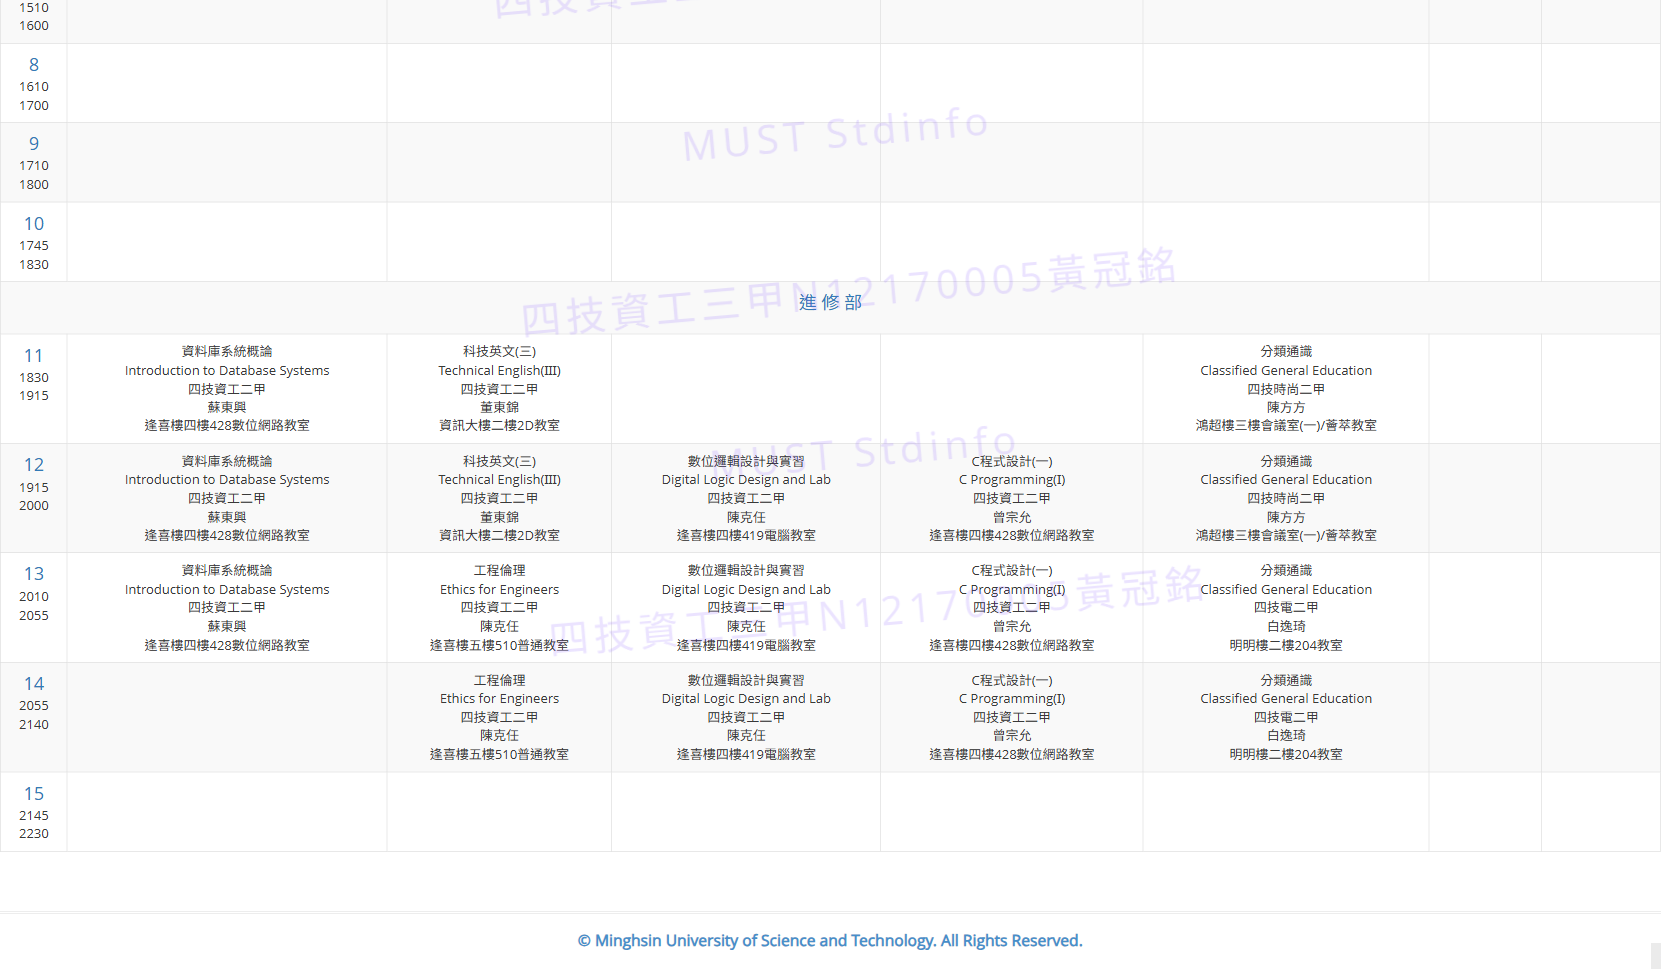 1510
1600
8
1610
1700
MUST Stdinfo
9
1710
1800
10
1745
1830
四技資工三甲N12170005黃冠銘
進修部
11
1830
1915
資料庫系統概論
Introduction to Database Systems
四技資工二甲
蘇東興
逢喜樓四樓428數位網路教室
科技英文(三)
Technical English(III)
四技資工二甲
董東錦
資訊大樓二樓2D教室
分類通識
Classified General Education
四技時尚二甲
陳方方
鴻超樓三樓會議室(一)/薈萃教室
MUST Stdinfo
12
1915
2000
資料庫系統概論
Introduction to Database Systems
四技資工二甲
蘇東興
逢喜樓四樓428數位網路教室
科技英文(三)
Technical English(III)
四技資工二甲
董東錦
資訊大樓二樓2D教室
數位邏輯設計與實習
Digital Logic Design and Lab
四技資工二甲
陳克任
逢喜樓四樓419電腦教室
C程式設計(一)
C Programming(I)
四技資工二甲
曾宗允
逢喜樓四樓428數位網路教室
分類通識
Classified General Education
四技時尚二甲
陳方方
鴻超樓三樓會議室(一)/薈萃教室
13
2010
2055
資料庫系統概論
Introduction to Database Systems
四技資工二甲
蘇東興
逢喜樓四樓428數位網路教室
工程倫理
Ethics for Engineers
四技資工二甲
陳克任
逢喜樓五樓510普通教室
數位邏輯設計與實習
Digital Logic Design and Lab
四技資工二甲
陳克任
逢喜樓四樓419電腦教室
C程式設計(一)
C Programming(I)
四技資工二甲
曾宗允
逢喜樓四樓428數位網路教室
分類通識
Classified General Education
四技電二甲
白逸琦
明明樓二樓204教室
四技資工三甲N12170005黃冠銘
14
2055
2140
工程倫理
Ethics for Engineers
四技資工二甲
陳克任
逢喜樓五樓510普通教室
數位邏輯設計與實習
Digital Logic Design and Lab
四技資工二甲
陳克任
逢喜樓四樓419電腦教室
C程式設計(一)
C Programming(I)
四技資工二甲
曾宗允
逢喜樓四樓428數位網路教室
分類通識
Classified General Education
四技電二甲
白逸琦
明明樓二樓204教室
15
2145
2230
© Minghsin University of Science and Technology. All Rights Reserved.